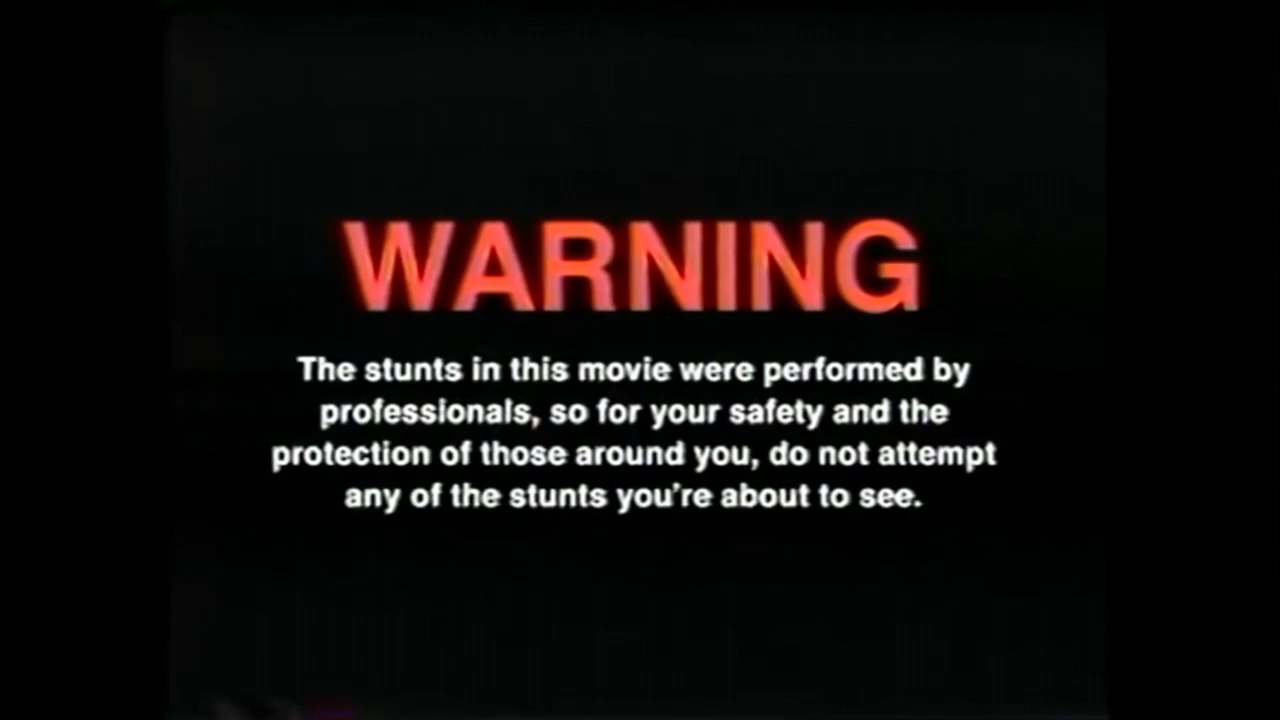 WARNING
The stunts in this movie were performed by
professionals, so for your safety and the
protection of those around you, do not attempt
any of the stunts you're about to see.